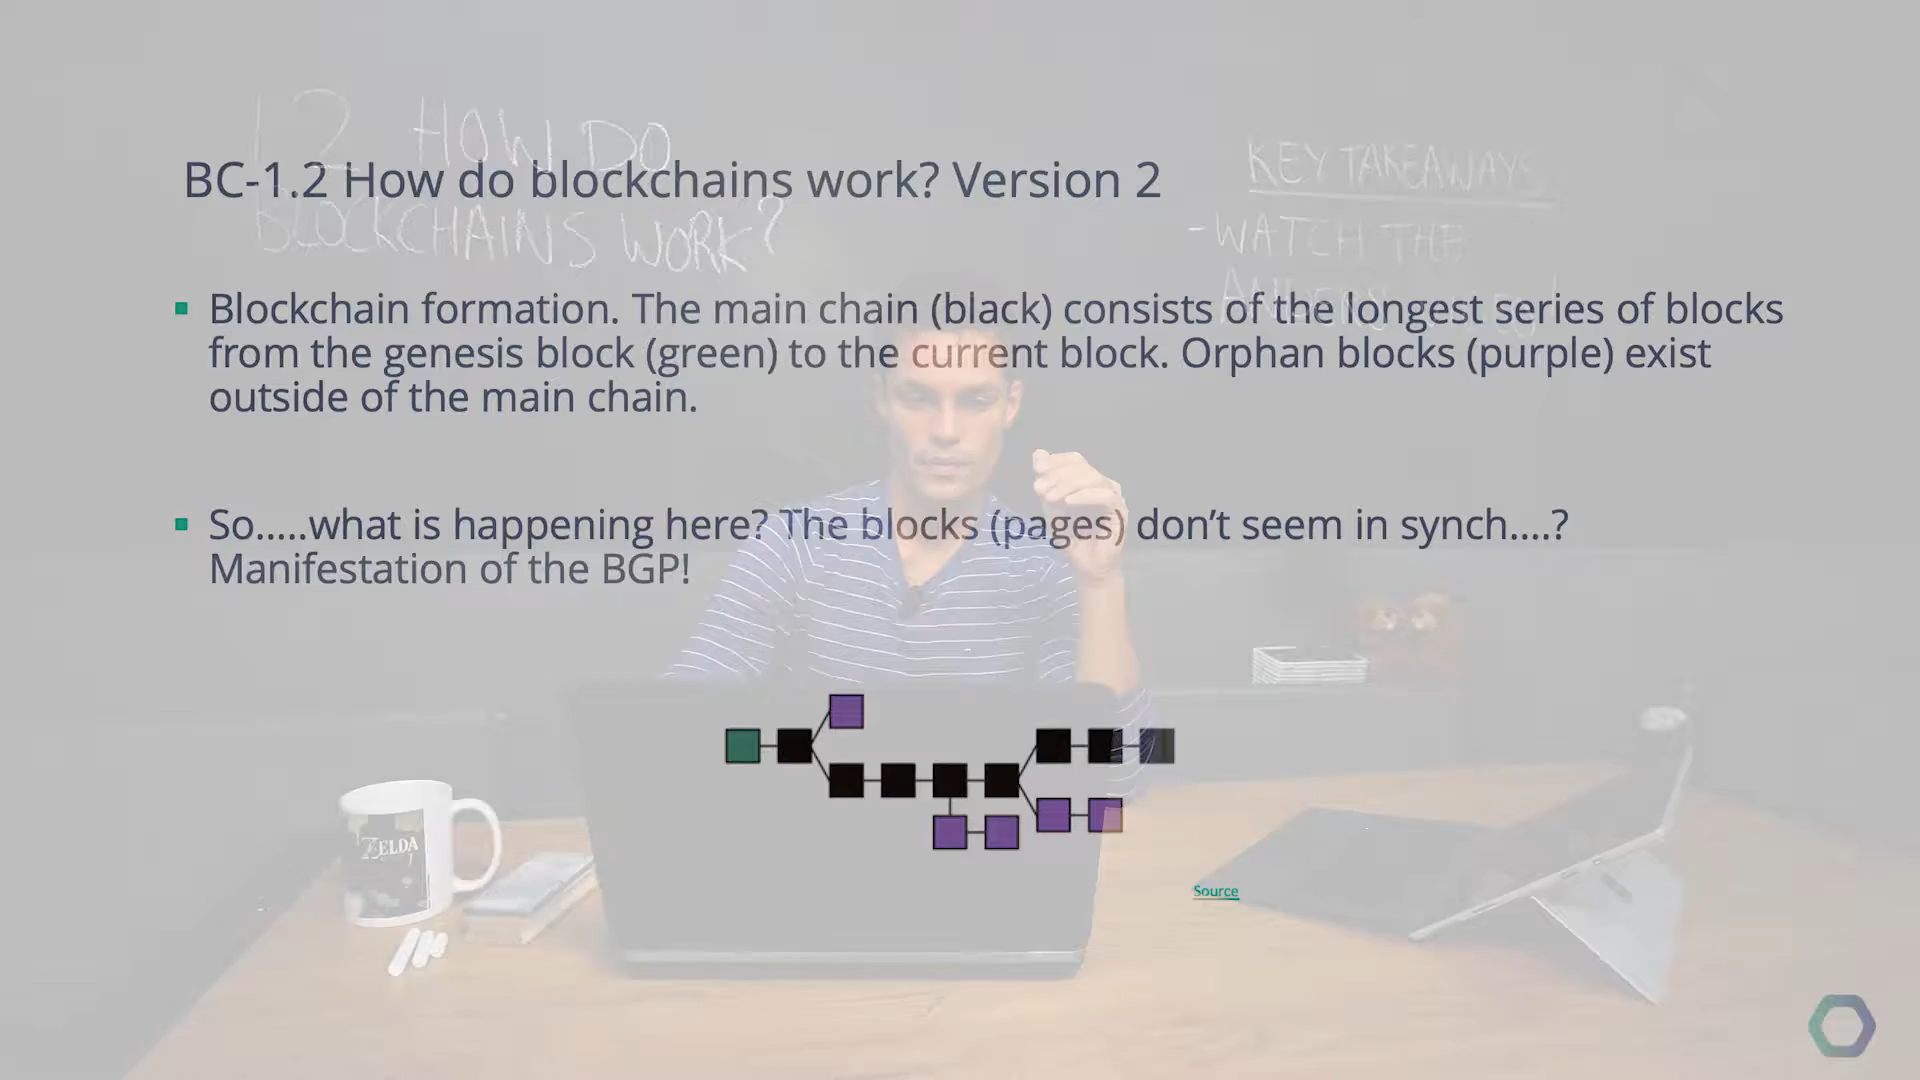 1.2 HOW DO
BLOCKCHAINS WORK?
KEY TAKEAWAYS
- WATCH THE
BC-1.2 How do blockchains work? Version 2
Blockchain formation. The main chain (black) consists of the longest series of blocks
from the genesis block (green) to the current block. Orphan blocks (purple) exist
outside of the main chain.
So.....what is happening here? The blocks (pages) don’t seem in synch....?
Manifestation of the BGP!
ZELDA
Source